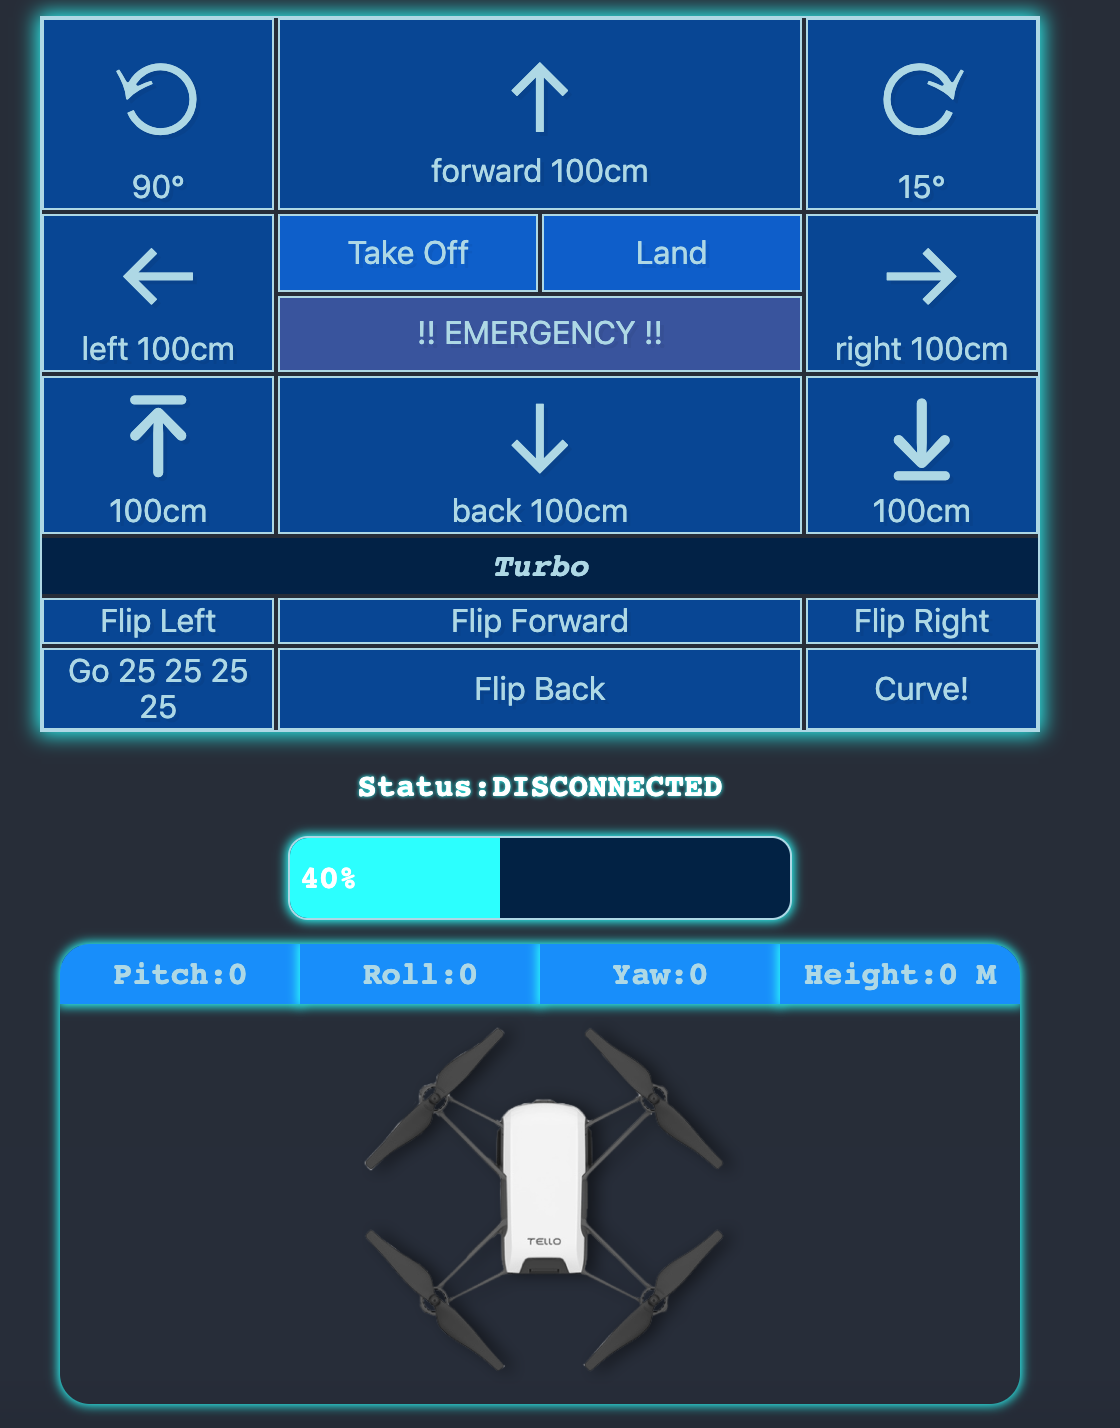 90°
forward 100cm
15°
left 100cm
Take Off
Land
!! EMERGENCY !!
right 100cm
100cm
back 100cm
100cm
Turbo
Flip Left
Flip Forward
Flip Right
Go 25 25 25
25
Flip Back
Curve!
Status:DISCONNECTED
40%
Pitch:0
Roll:0
Yaw:0
Height:0 M
TELLO